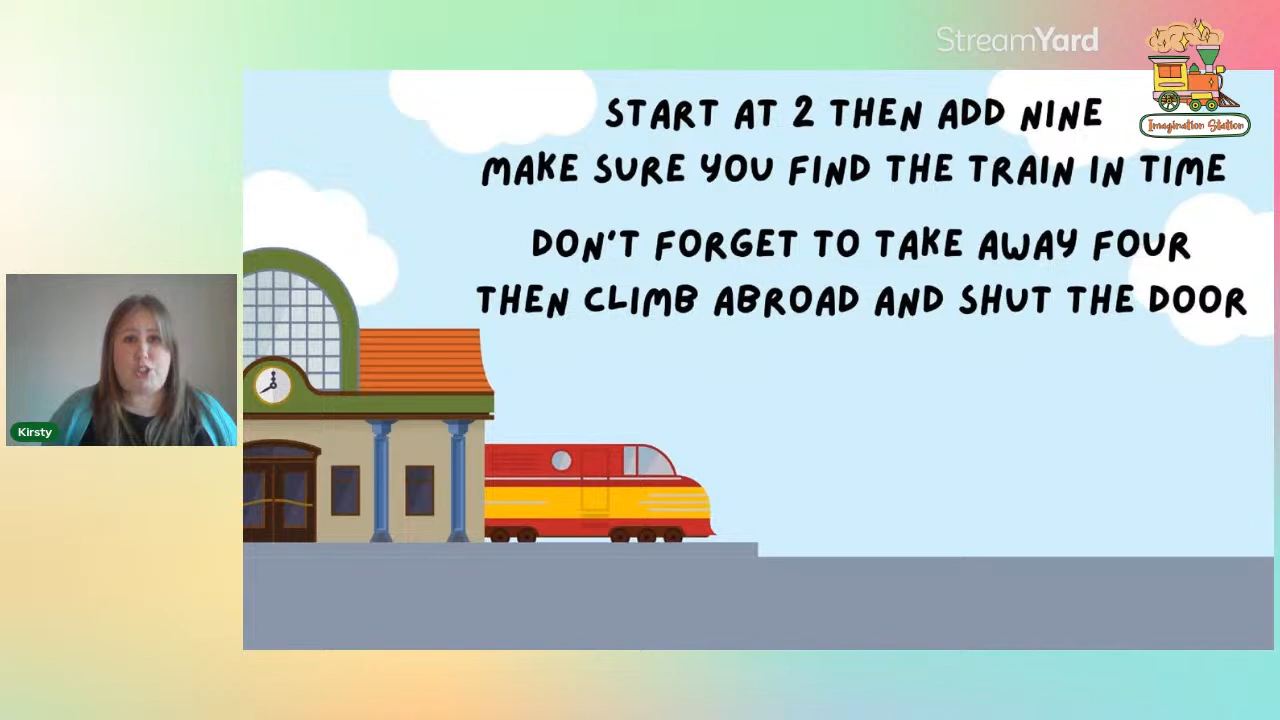 StreamYard
Imagination Station
START AT 2 THEN ADD NINE
MAKE SURE YOU FIND THE TRAIN IN TIME
DON'T FORGET TO TAKE AWAY FOUR
THEN CLIMB ABROAD AND SHUT THE DOOR
Kirsty